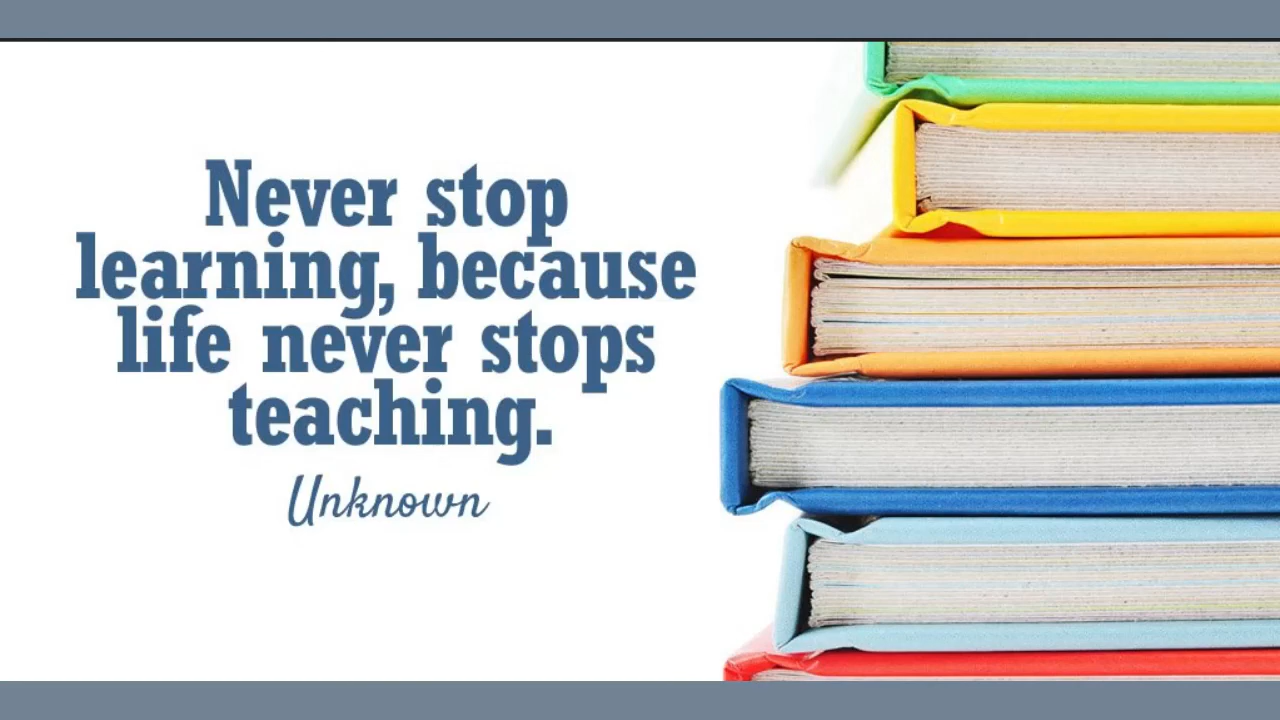 Never stop
learning, because
life never stops
teaching.
Unknown